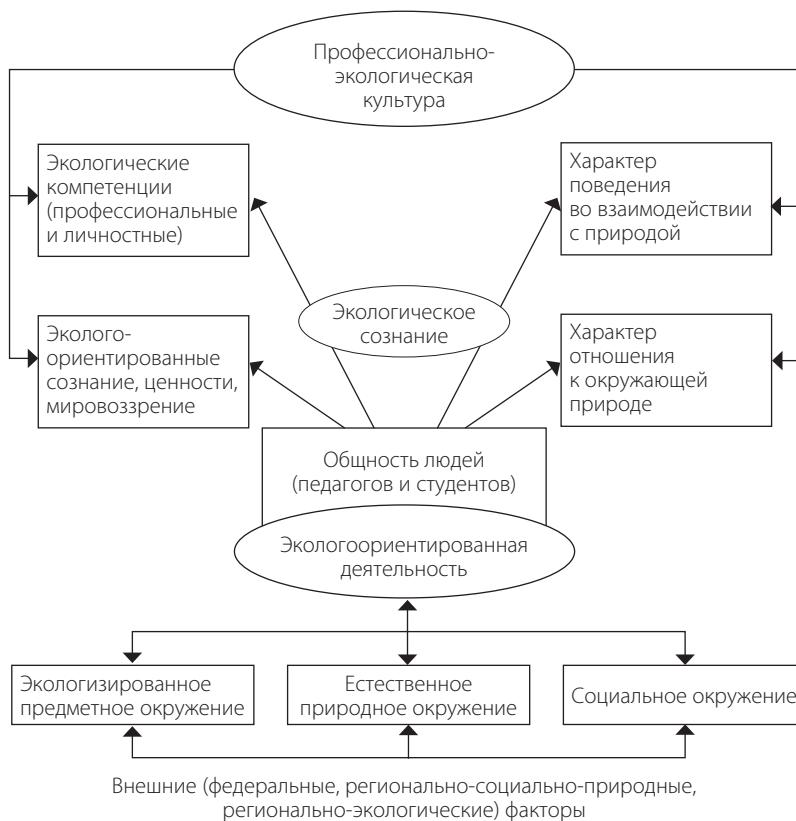 Профессионально-
экологическая
культура
Экологические
компетенции
(профессиональные
и личностные)
Характер
поведения
во взаимодействии
с природой
Экологическое
сознание
Эколого-
ориентированные
сознание, ценности,
мировоззрение
Характер
отношения
к окружающей
природе
Общность людей
(педагогов и студентов)
Экологоориентированная
деятельность
Экологизированное
предметное окружение
Естественное
природное окружение
Социальное окружение
Внешние (федеральные, регионально-социально-природные,
регионально-экологические) факторы